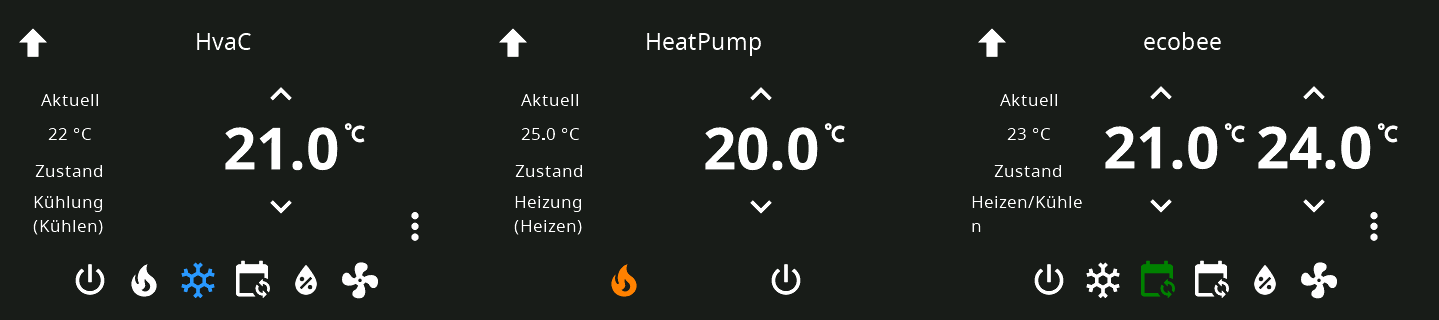 HvaC
Aktuell
22 °C
21.0 °C
Zustand
Kühlung
(Kühlen)
HeatPump
Aktuell
25.0 °C
20.0 °C
Zustand
Heizung
(Heizen)
ecobee
Aktuell
23 °C
21.0 °C 24.0 °C
Zustand
Heizen/Kühle
n